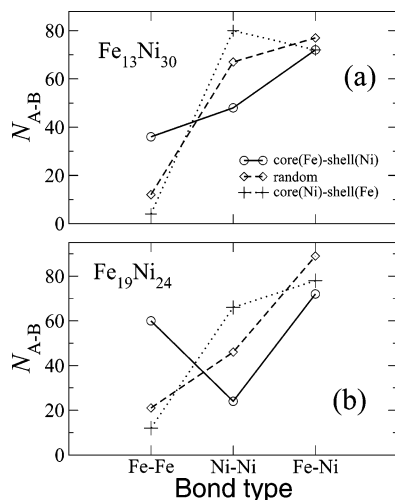 80
Fe13Ni30
(a)
60
NA-B
40
core(Fe)-shell(Ni)
random
20
core(Ni)-shell(Fe)
0
80
Fe19Ni24
60
NA-B
40
20
(b)
0
Fe-Fe Ni-Ni Fe-Ni
Bond type